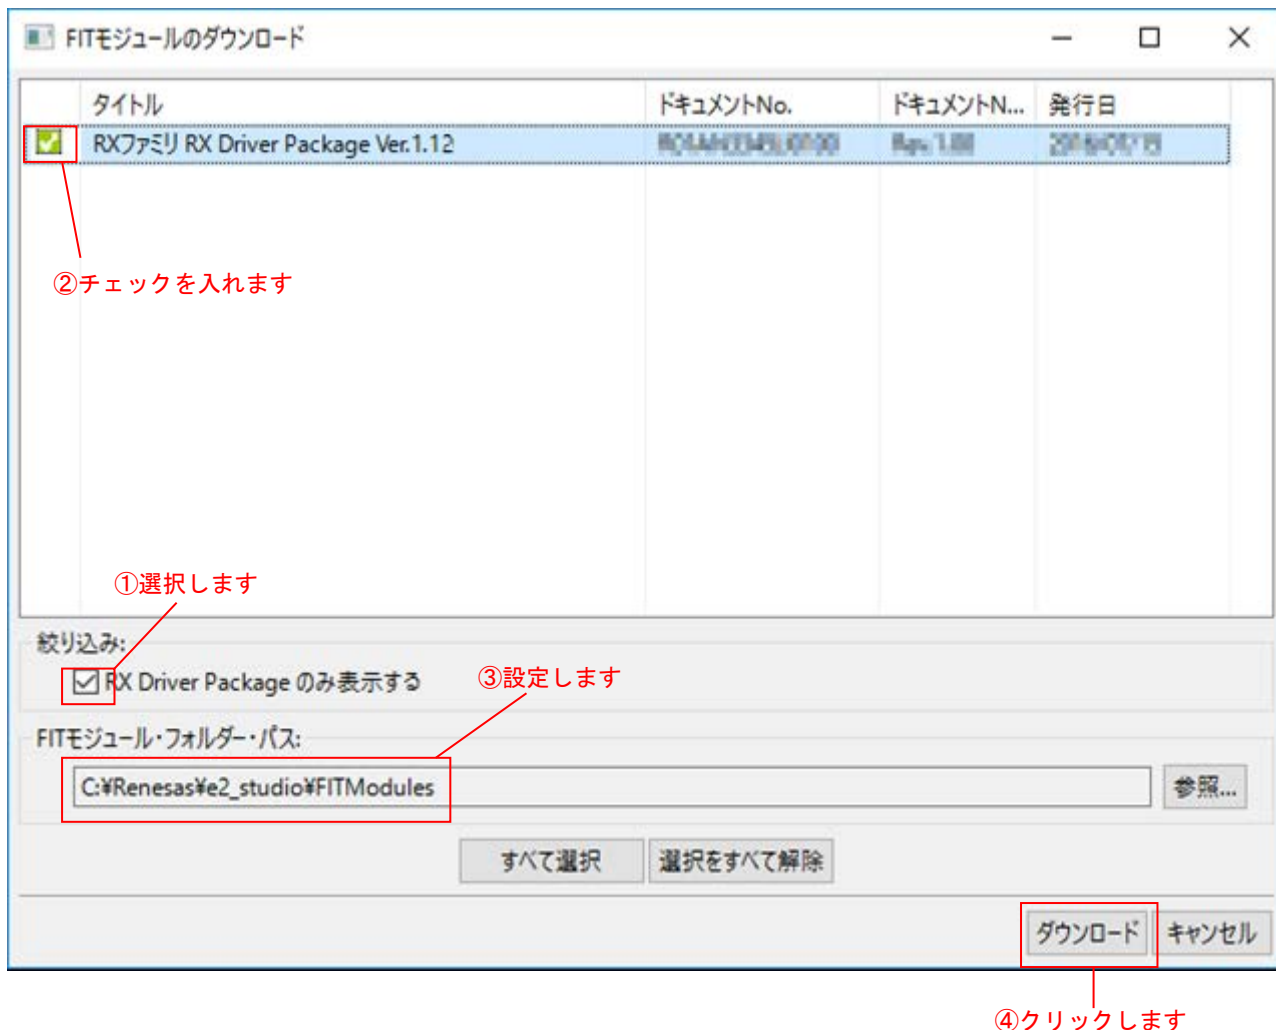 FITモジュールのダウンロード
タイトル ドキュメントNo. ドキュメントN... 発行日
RXファミリ RX Driver Package Ver.1.12
②チェックを入れます
①選択します
絞り込み:
RX Driver Package のみ表示する
③設定します
FITモジュール・フォルダー・パス:
C:¥Renesas¥e2_studio¥FITModules
参照...
すべて選択 選択をすべて解除
ダウンロード キャンセル
④クリックします